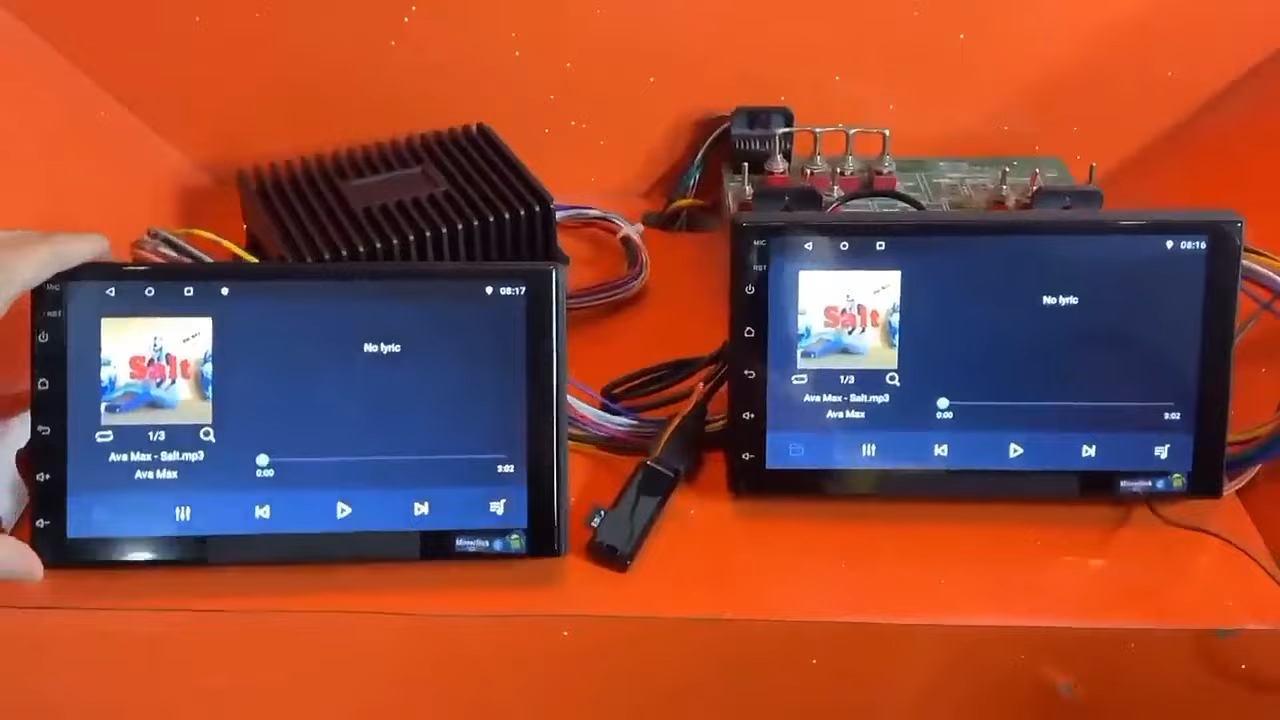 MIC
RST
08:17
Salt
No lyric
1/3
Ava Max - Salt.mp3
Ava Max
0:00
3:02
MIC
RST
08:16
Salt
No lyric
1/3
Ava Max - Salt.mp3
Ava Max
0:00
3:02